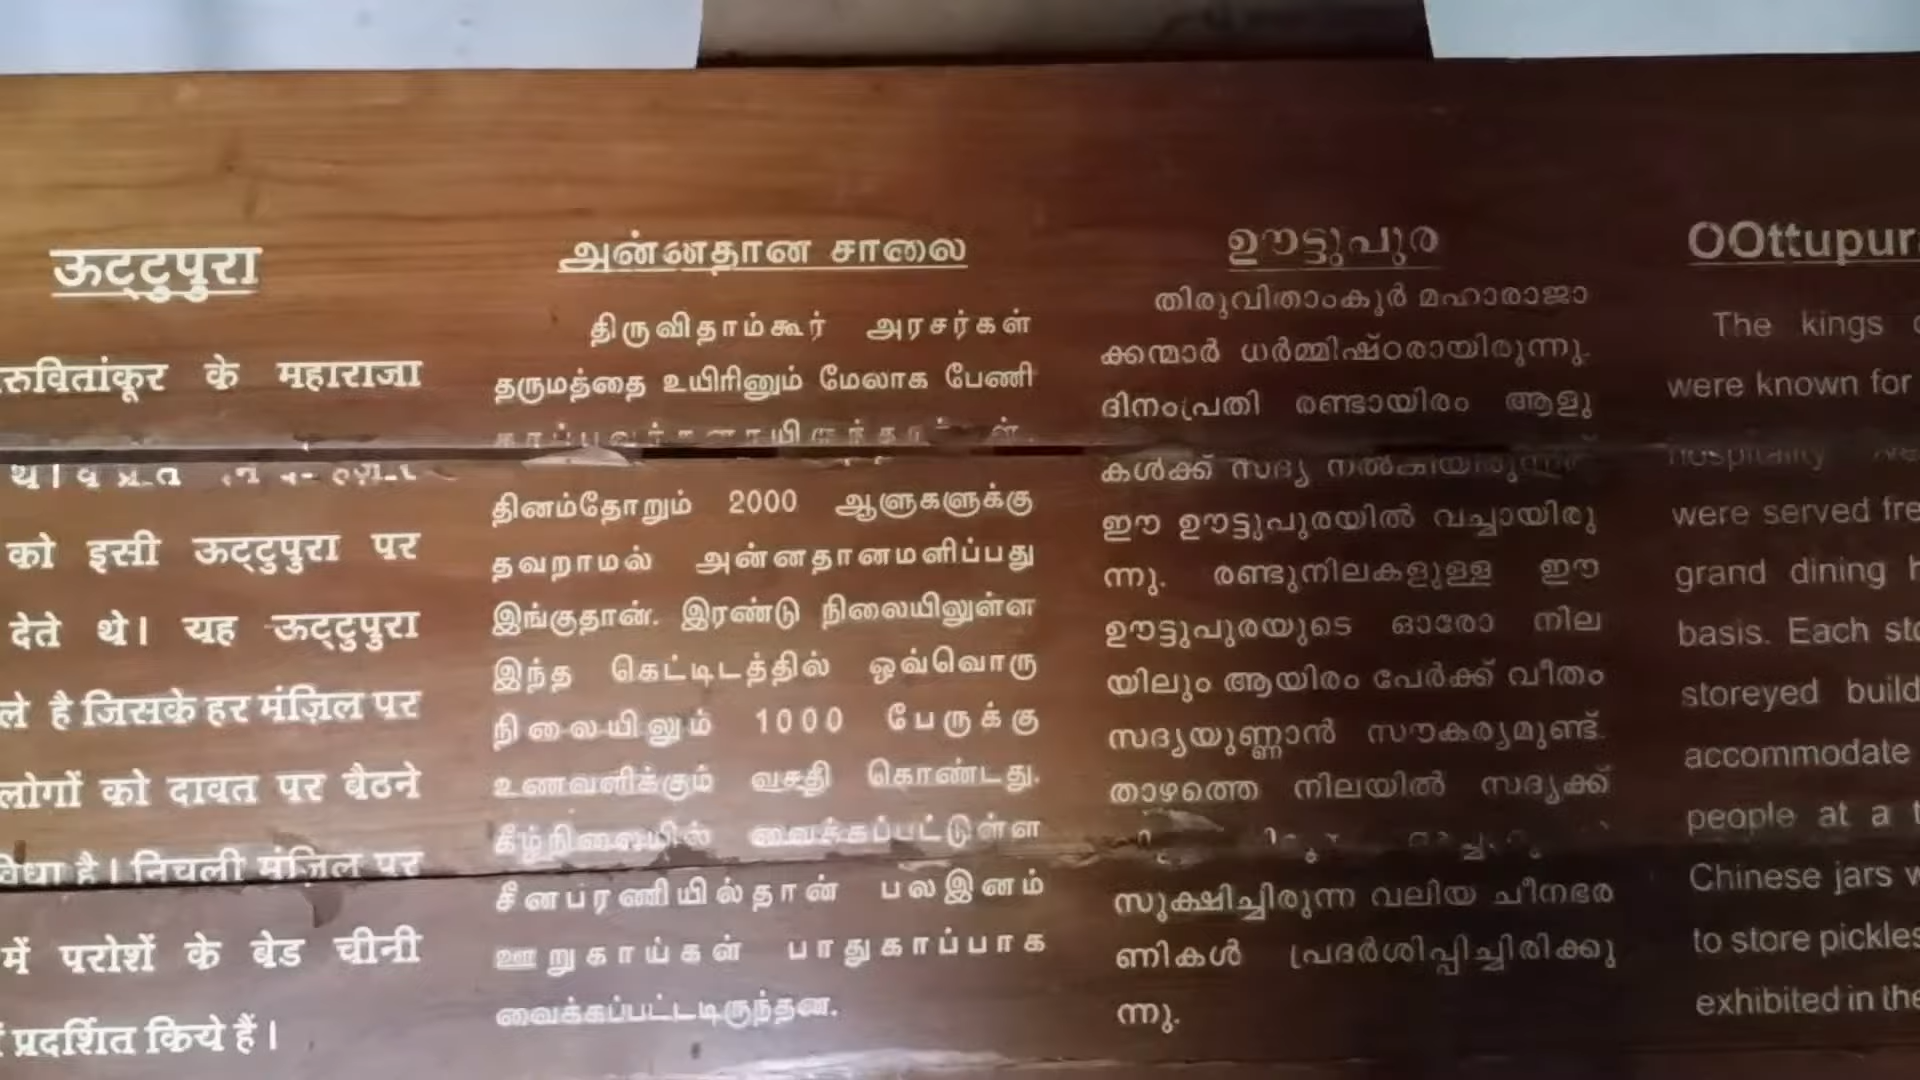 ऊट्टुपुरा
के महाराजा
को इसी ऊट्टुपुरा पर
देते थे। यह ऊट्टुपुरा
है जिसके हर मंज़िल पर
लोगों को दावत पर बैठने
है। निचली मंज़िल पर
में परोशें के बेड चीनी
प्रदर्शित किये हैं।
அன்னதான சாலை
திருவிதாம்கூர் அரசர்கள்
தருமத்தை உயிரினும் மேலாக பேணி
தினம்தோறும் 2000 ஆளுகளுக்கு
தவறாமல் அன்னதானமளிப்பது
இங்குதான். இரண்டு நிலையிலுள்ள
இந்த கெட்டிடத்தில் ஒவ்வொரு
நிலையிலும் 1000 பேருக்கு
உணவளிக்கும் வசதி கொண்டது.
கீழ்நிலையில் வைக்கப்பட்டுள்ள
சீனபரணியில்தான் பலஇனம்
ஊறுகாய்கள் பாதுகாப்பாக
வைக்கப்பட்டடிருந்தன.
ഊട്ടുപുര
തിരുവിതാംകൂർ മഹാരാജാ
ക്കന്മാർ ധർമ്മിഷ്ഠരായിരുന്നു.
ദിനംപ്രതി രണ്ടായിരം ആളു
കൾക്ക് സദ്യ നൽകിയിരുന്നത്
ഈ ഊട്ടുപുരയിൽ വച്ചായിരു
ന്നു. രണ്ടുനിലകളുള്ള ഈ
ഊട്ടുപുരയുടെ ഓരോ നില
യിലും ആയിരം പേർക്ക് വീതം
സദ്യയുണ്ണാൻ സൗകര്യമുണ്ട്.
താഴത്തെ നിലയിൽ സദ്യക്ക്
സൂക്ഷിച്ചിരുന്ന വലിയ ചീനഭര
ണികൾ പ്രദർശിപ്പിച്ചിരിക്കു
ന്നു.
OOttupur
The kings
were known for
hospitality
were served
grand dining
basis. Each
storeyed
accommodate
people at a
Chinese jars
to store pickles
exhibited in the